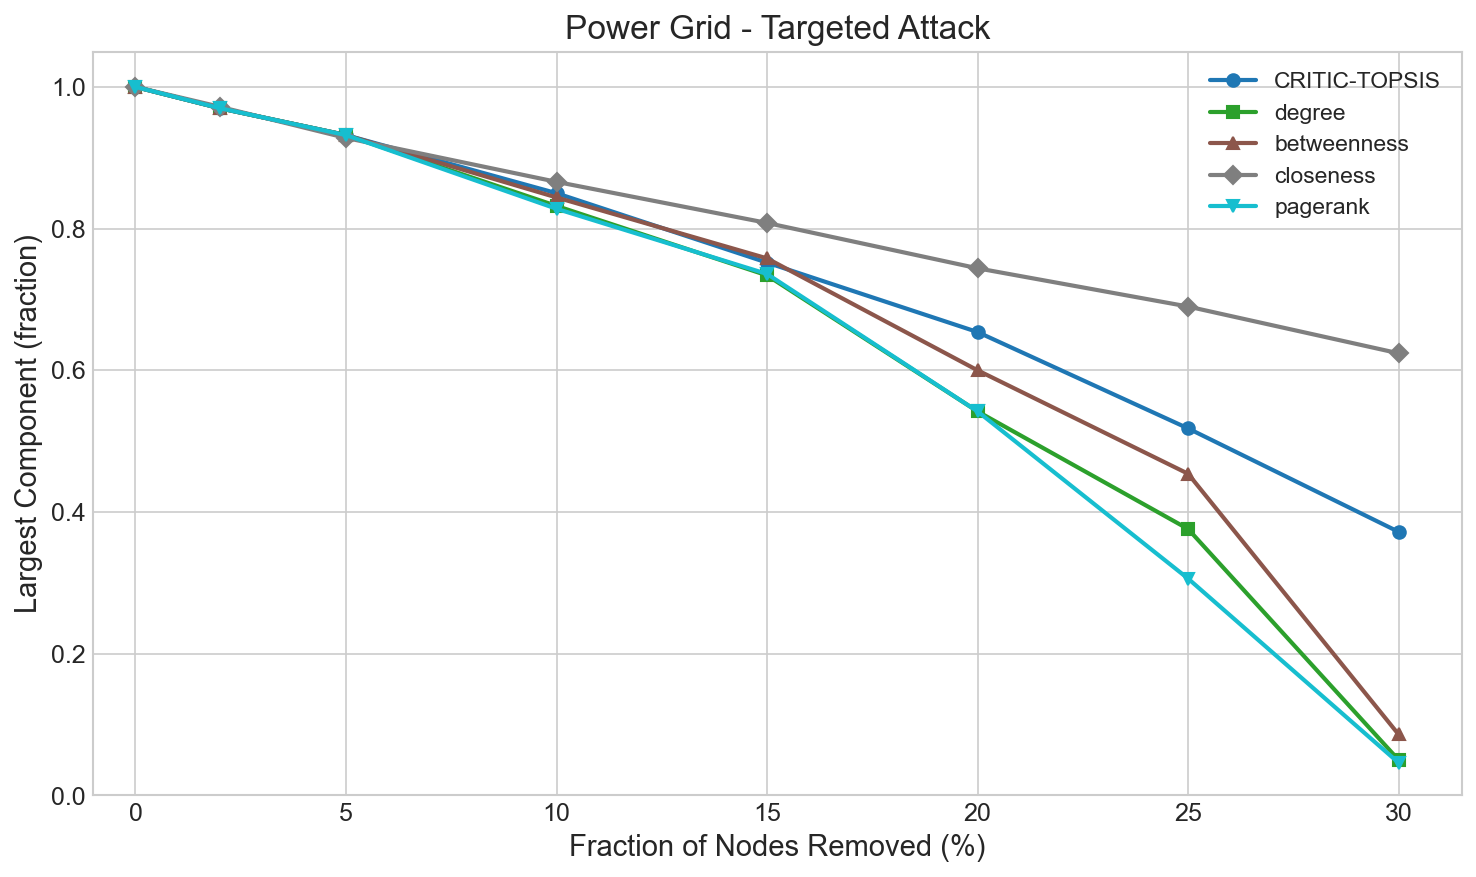 Power Grid - Targeted Attack
CRITIC-TOPSIS
degree
betweenness
closeness
pagerank
Largest Component (fraction)
1.0
0.8
0.6
0.4
0.2
0.0
0 5 10 15 20 25 30
Fraction of Nodes Removed (%)